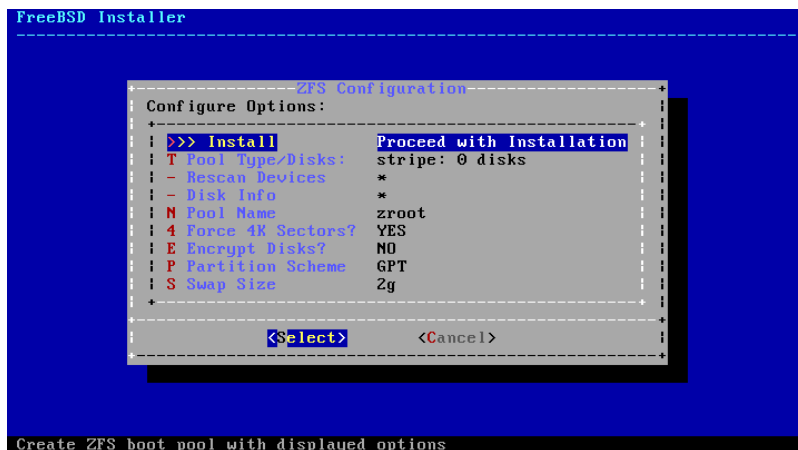 FreeBSD Installer
ZFS Configuration
Configure Options:
>>> Install Proceed with Installation
T Pool Type/Disks: stripe: 0 disks
- Rescan Devices *
- Disk Info *
N Pool Name zroot
4 Force 4K Sectors? YES
E Encrypt Disks? NO
P Partition Scheme GPT
S Swap Size 2g
<Select> <Cancel>
Create ZFS boot pool with displayed options